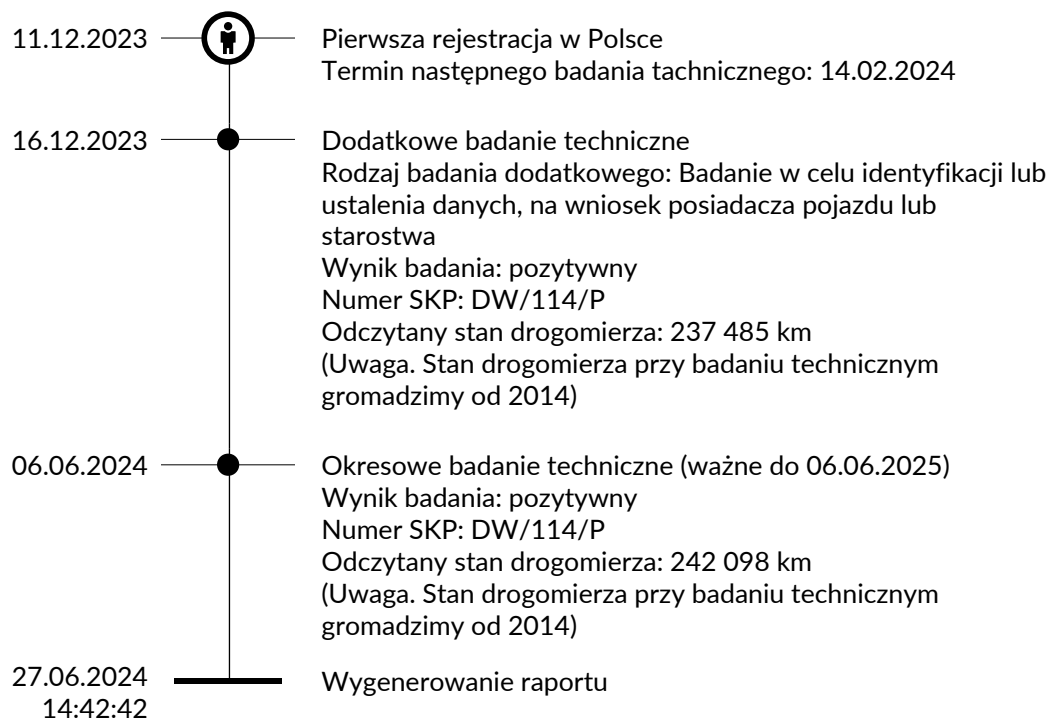 11.12.2023
Pierwsza rejestracja w Polsce
Termin następnego badania tachnicznego: 14.02.2024
16.12.2023
Dodatkowe badanie techniczne
Rodzaj badania dodatkowego: Badanie w celu identyfikacji lub
ustalenia danych, na wniosek posiadacza pojazdu lub
starostwa
Wynik badania: pozytywny
Numer SKP: DW/114/P
Odczytany stan drogomierza: 237 485 km
(Uwaga. Stan drogomierza przy badaniu technicznym
gromadzimy od 2014)
06.06.2024
Okresowe badanie techniczne (ważne do 06.06.2025)
Wynik badania: pozytywny
Numer SKP: DW/114/P
Odczytany stan drogomierza: 242 098 km
(Uwaga. Stan drogomierza przy badaniu technicznym
gromadzimy od 2014)
27.06.2024
14:42:42
Wygenerowanie raportu